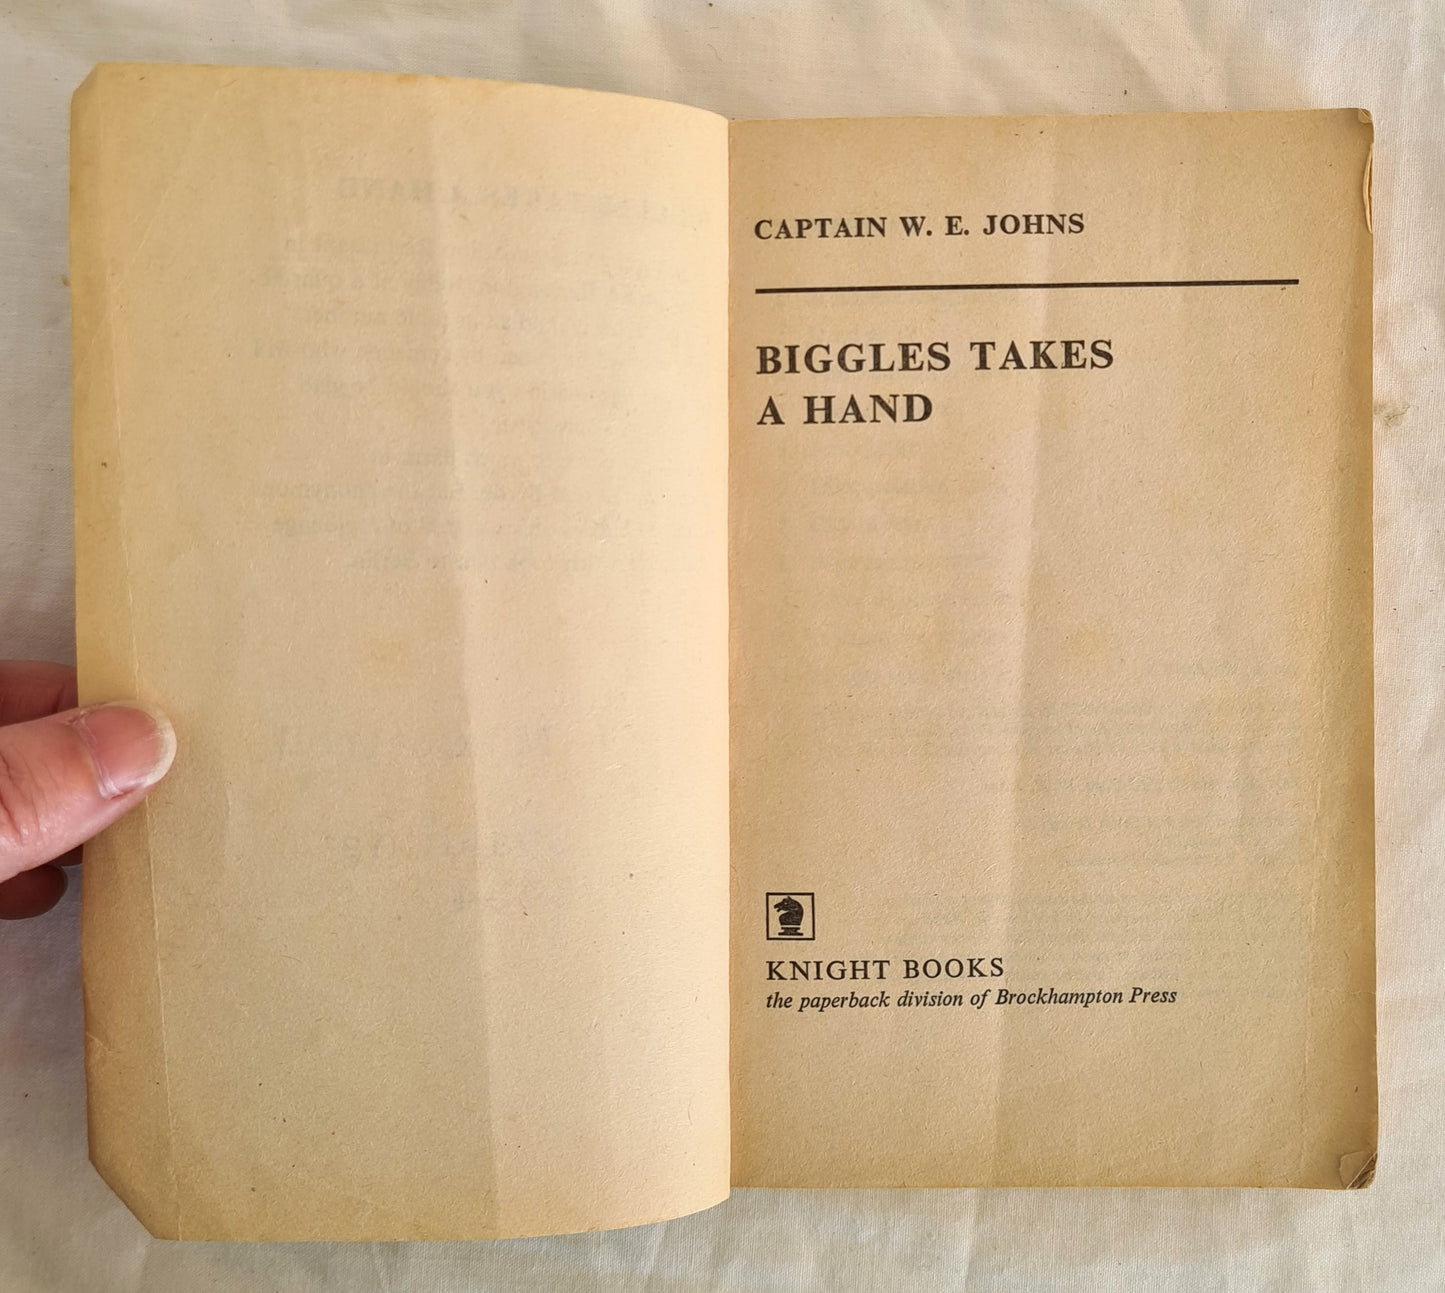 CAPTAIN W. E. JOHNS
BIGGLES TAKES
A HAND
KNIGHT BOOKS
the paperback division of Brockhampton Press